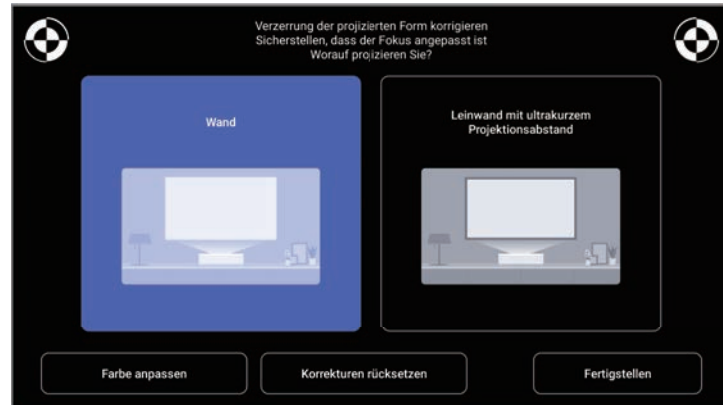 Verzerrung der projizierten Form korrigieren
Sicherstellen, dass der Fokus angepasst ist
Worauf projizieren Sie?
Wand
Leinwand mit ultrakurzem
Projektionsabstand
Farbe anpassen
Korrekturen rücksetzen
Fertigstellen